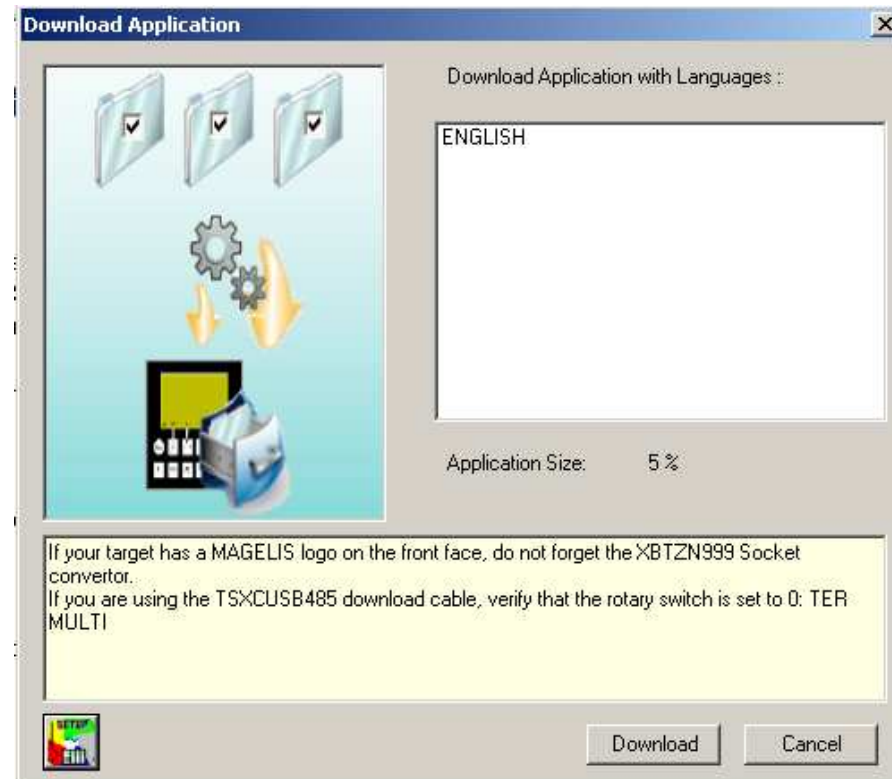 Download Application
Download Application with Languages :
ENGLISH
Application Size: 5 %
If your target has a MAGELIS logo on the front face, do not forget the XBTZN999 Socket
convertor.
If you are using the TSXCUSB485 download cable, verify that the rotary switch is set to 0: TER
MULTI
SETUP
Download Cancel